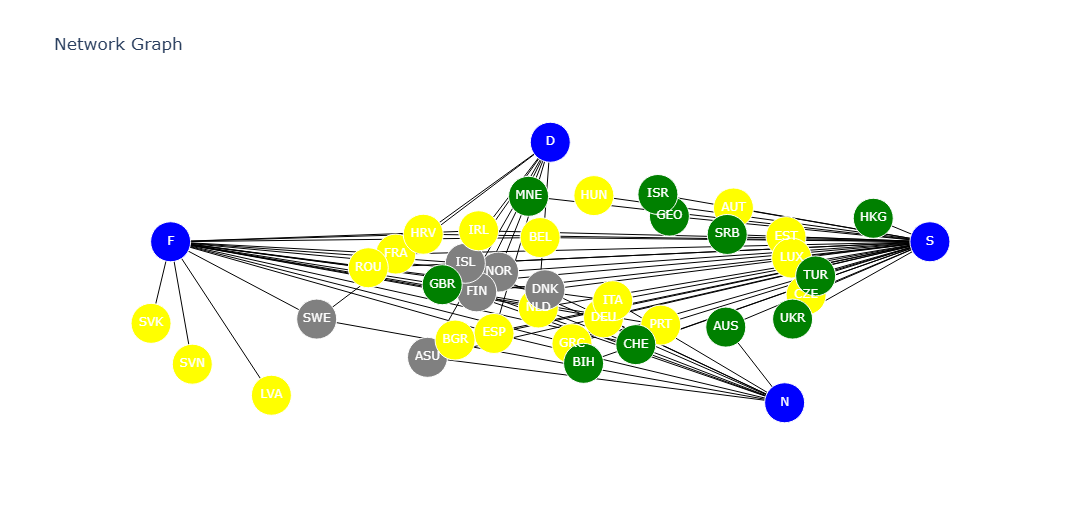 Network Graph
D
MNE
HUN
ISR
GEO
AUT
HKG
F
HRV
IRL
BEL
SRB
EST
S
FRA
ROU
ISL
NOR
LUX
GBR
FIN
DNK
TUR
CZE
NLD
ITA
SVK
SWE
DEU
PRT
AUS
UKR
BGR
ESP
GRC
CHE
ASU
BIH
SVN
LVA
N